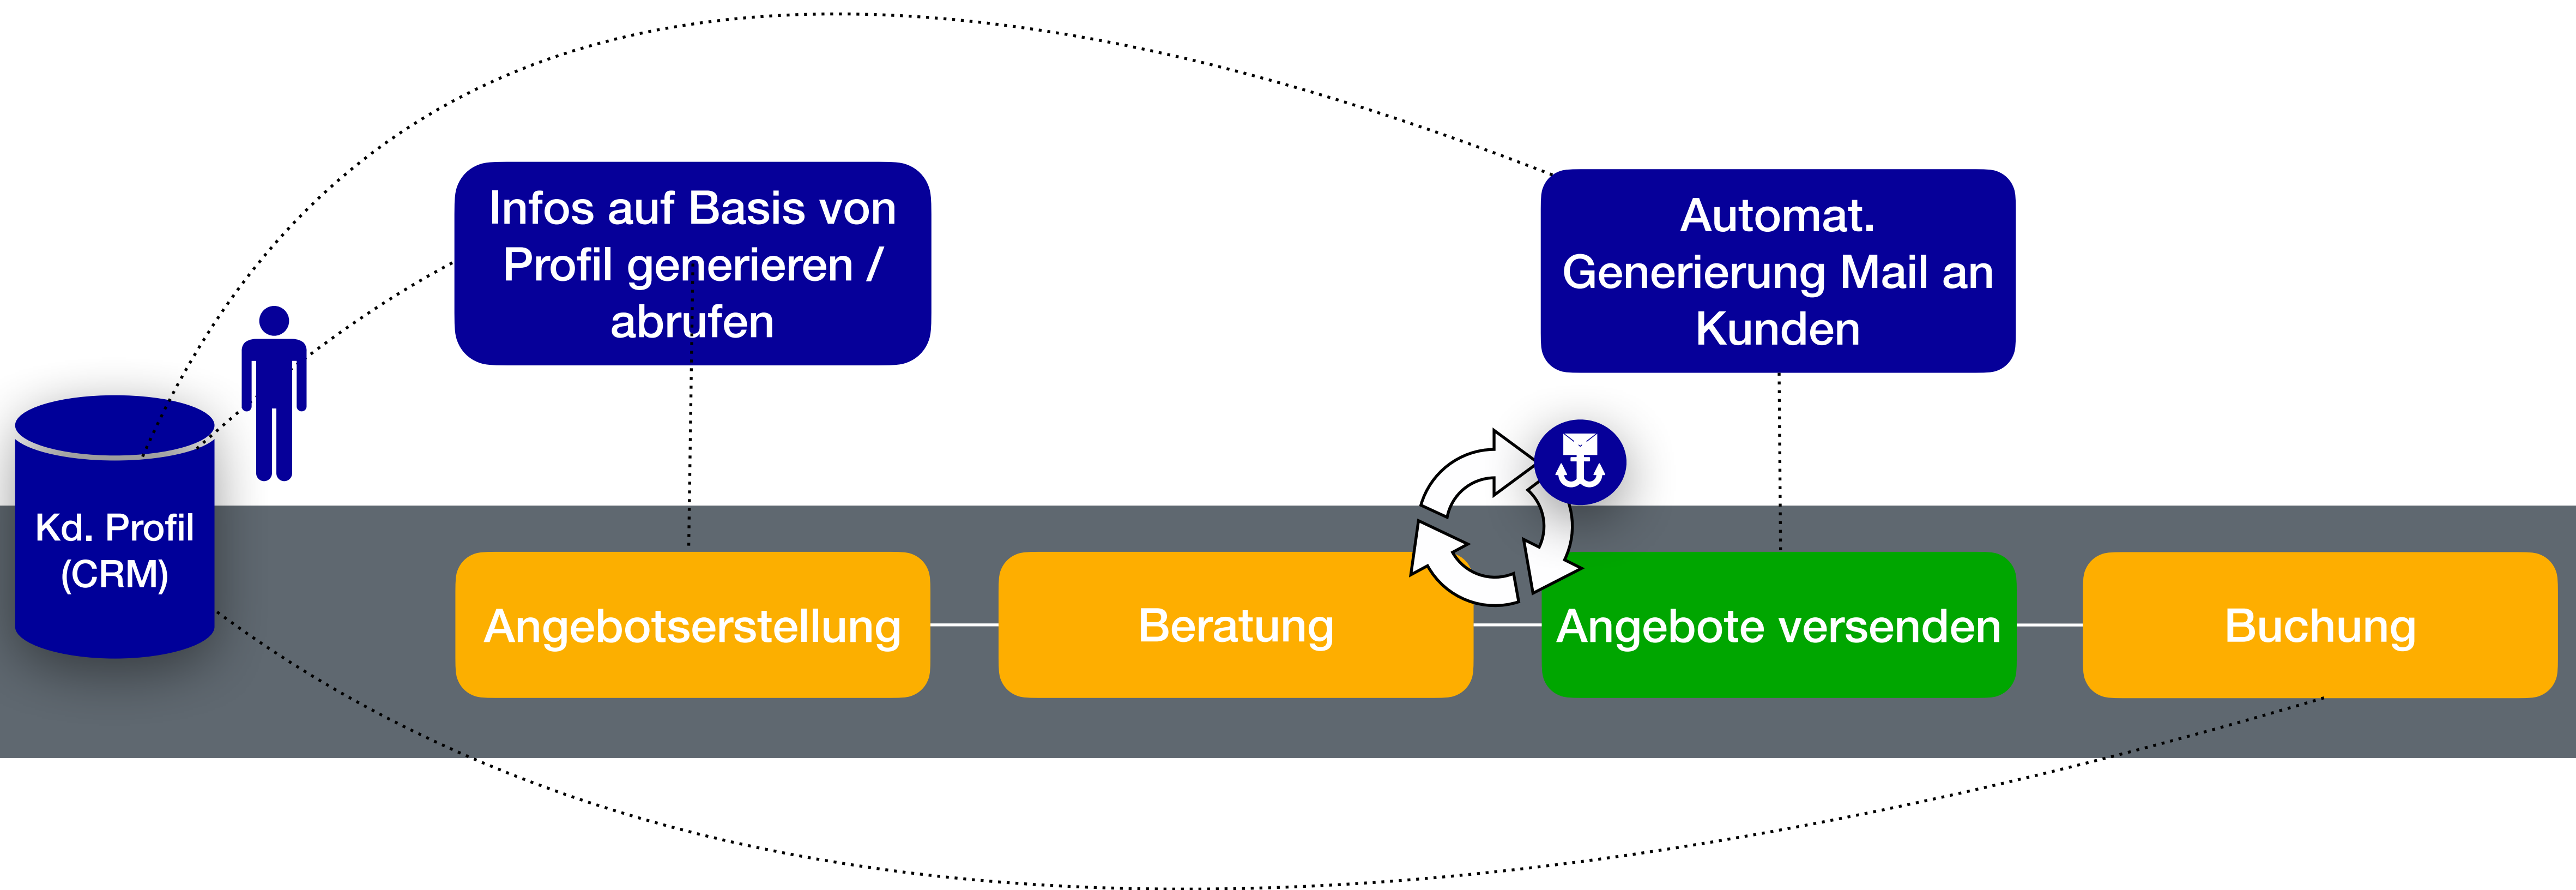 Infos auf Basis von
Profil generieren /
abrufen
Automat.
Generierung Mail an
Kunden
Kd. Profil
(CRM)
Angebotserstellung
Beratung
Angebote versenden
Buchung